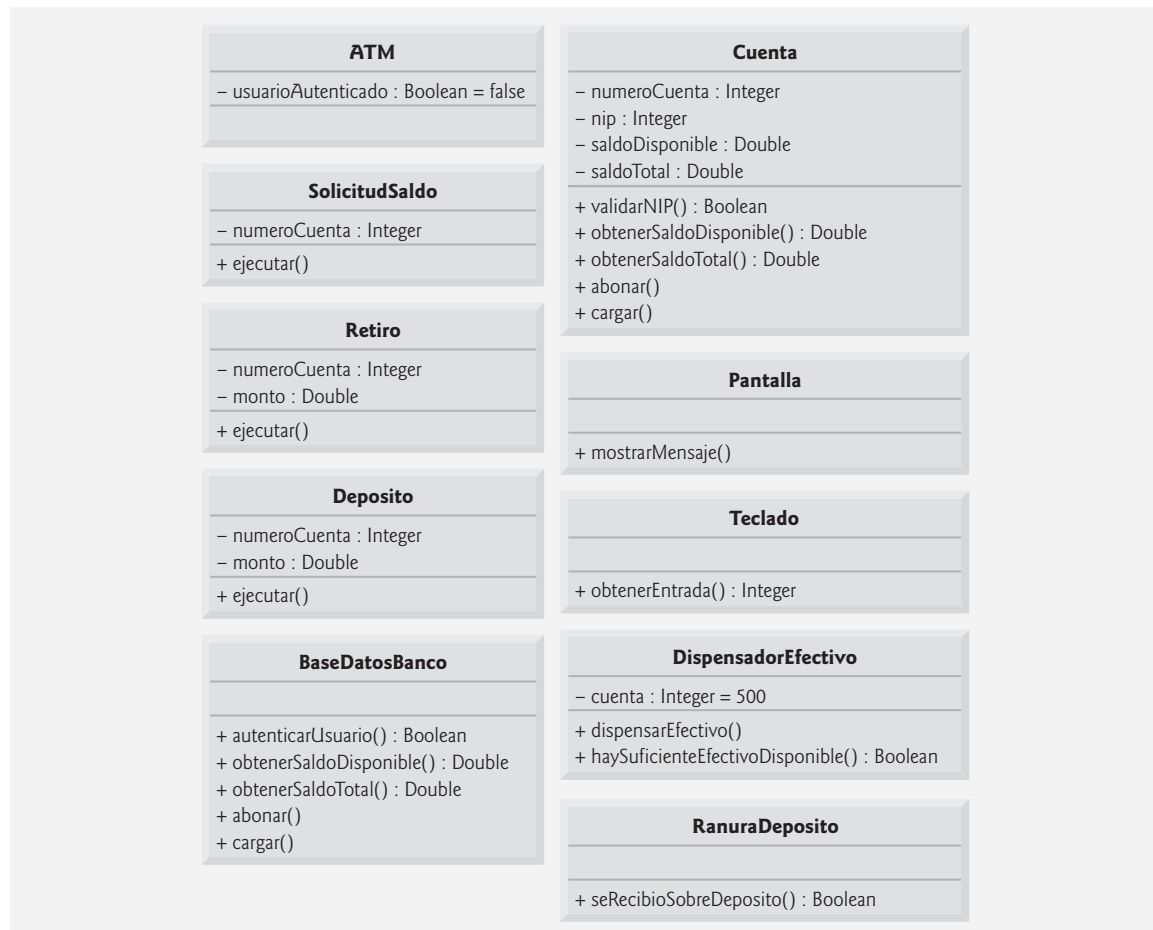 ATM
– usuarioAutenticado : Boolean = false
SolicitudSaldo
– numeroCuenta : Integer
+ ejecutar()
Retiro
– numeroCuenta : Integer
– monto : Double
+ ejecutar()
Deposito
– numeroCuenta : Integer
– monto : Double
+ ejecutar()
BaseDatosBanco
+ autenticarUsuario() : Boolean
+ obtenerSaldoDisponible() : Double
+ obtenerSaldoTotal() : Double
+ abonar()
+ cargar()
Cuenta
– numeroCuenta : Integer
– nip : Integer
– saldoDisponible : Double
– saldoTotal : Double
+ validarNIP() : Boolean
+ obtenerSaldoDisponible() : Double
+ obtenerSaldoTotal() : Double
+ abonar()
+ cargar()
Pantalla
+ mostrarMensaje()
Teclado
+ obtenerEntrada() : Integer
DispensadorEfectivo
– cuenta : Integer = 500
+ dispensarEfectivo()
+ haySuficienteEfectivoDisponible() : Boolean
RanuraDeposito
+ seRecibioSobreDeposito() : Boolean